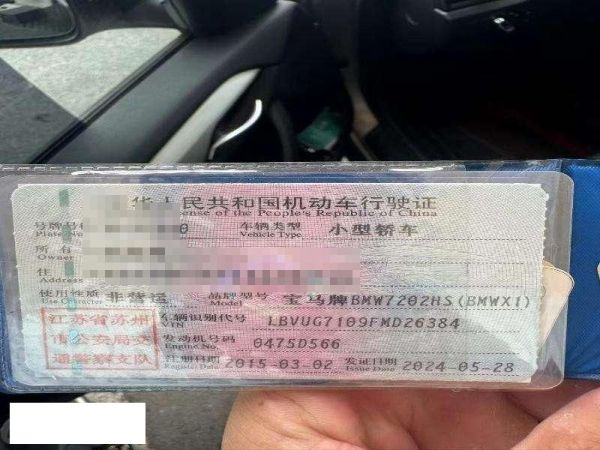 华人民共和国机动车行驶证
ense of the People's Republic of China
号牌号码 0 车辆类型 小型轿车
Plate No. Vehicle Type
所 有
Owner
住
Address
使用性质 非营运 品牌型号 宝马牌BMW7202HS(BMWX1)
Use Character Model
江苏省苏州
市公安局交
通警察支队
车辆识别代号 LBVUG7109FMD26384
VIN
发动机号码 0475D566
Engine No.
注册日期 2015-03-02 发证日期 2024-05-28
Register Date Issue Date